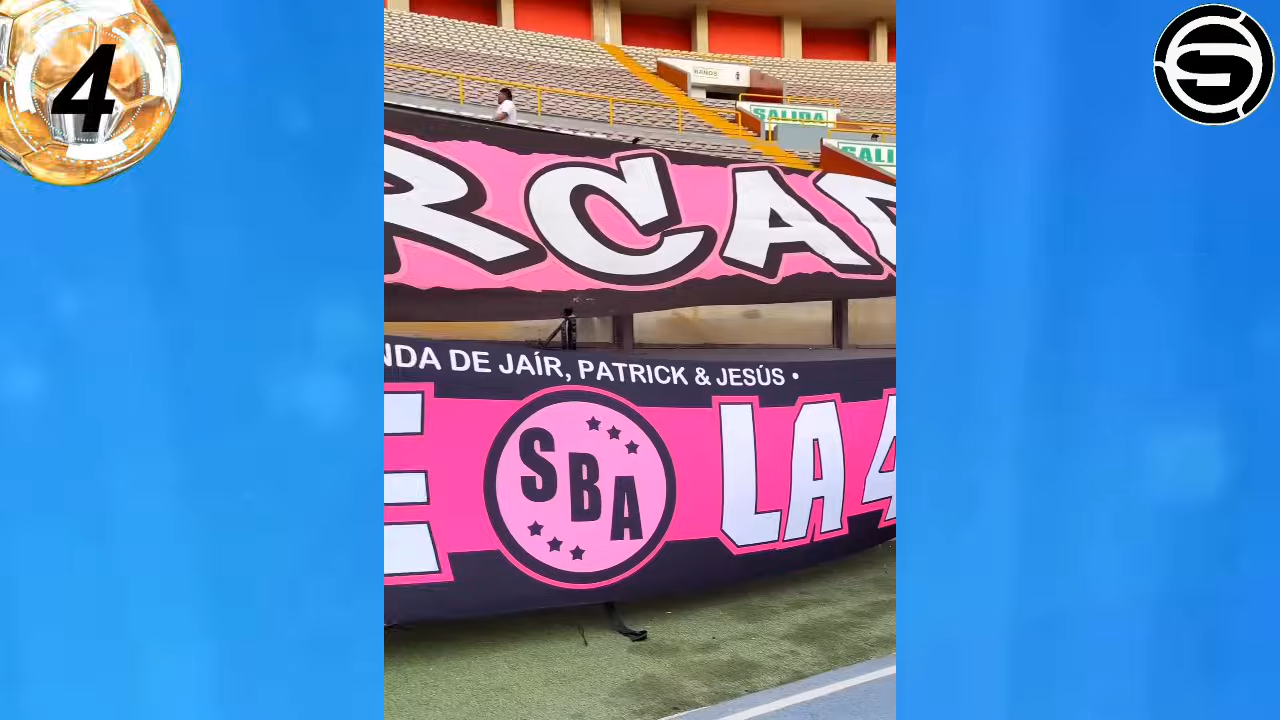 4
S
BAÑOS
SALIDA
SALI
RCA
NDA DE JAÍR, PATRICK & JESÚS •
E SBA LA 4